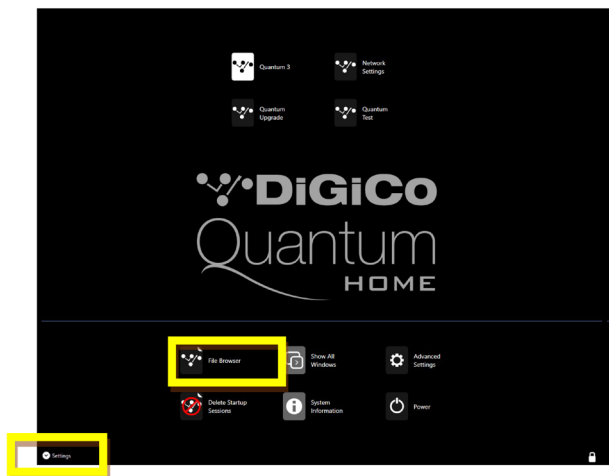 Quantum 3
Network
Settings
Quantum
Upgrade
Quantum
Test
DiGiCo
Quantum
HOME
File Browser
Show All
Windows
Advanced
Settings
Delete Startup
Sessions
System
Information
Power
Settings